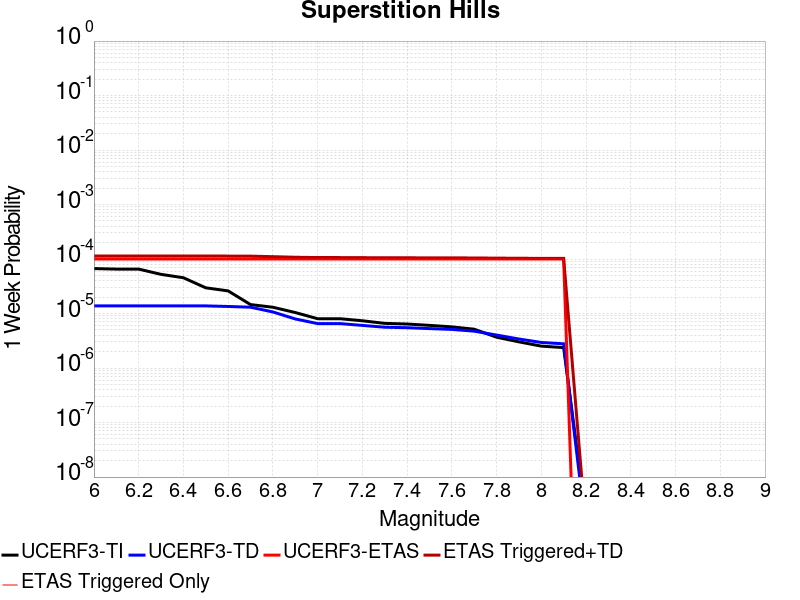 Superstition Hills
10^0
10^-1
10^-2
10^-3
10^-4
10^-5
10^-6
10^-7
10^-8
1 Week Probability
6 6.2 6.4 6.6 6.8 7 7.2 7.4 7.6 7.8 8 8.2 8.4 8.6 8.8 9
Magnitude
UCERF3-TI UCERF3-TD UCERF3-ETAS ETAS Triggered+TD
ETAS Triggered Only